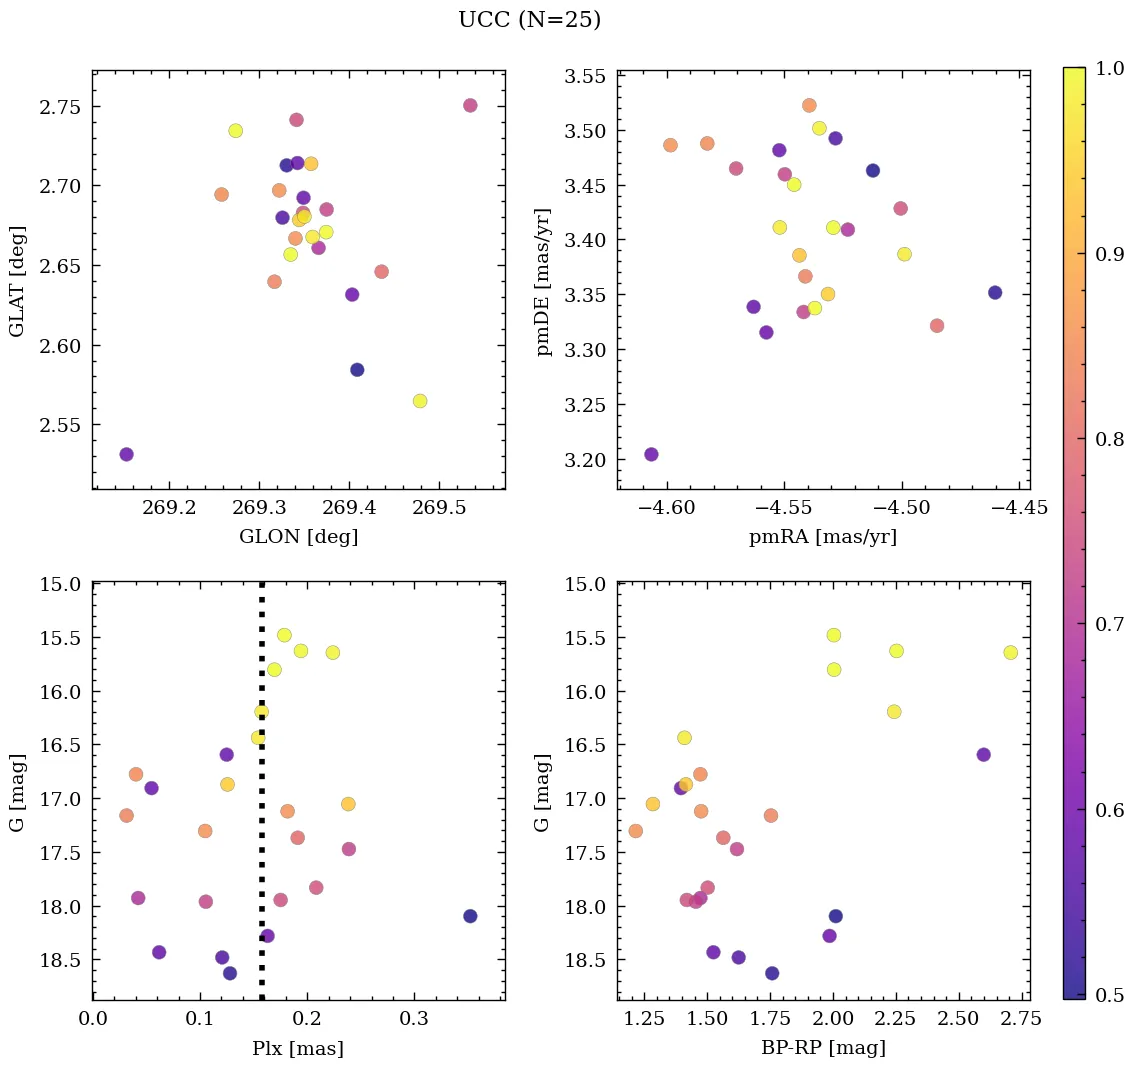 UCC (N=25)
2.75
2.70
2.65
2.60
2.55
GLAT [deg]
269.2 269.3 269.4 269.5
GLON [deg]
3.55
3.50
3.45
3.40
3.35
3.30
3.25
3.20
pmDE [mas/yr]
−4.60 −4.55 −4.50 −4.45
pmRA [mas/yr]
15.0
15.5
16.0
16.5
17.0
17.5
18.0
18.5
G [mag]
0.0 0.1 0.2 0.3
Plx [mas]
15.0
15.5
16.0
16.5
17.0
17.5
18.0
18.5
G [mag]
1.25 1.50 1.75 2.00 2.25 2.50 2.75
BP-RP [mag]
1.0
0.9
0.8
0.7
0.6
0.5